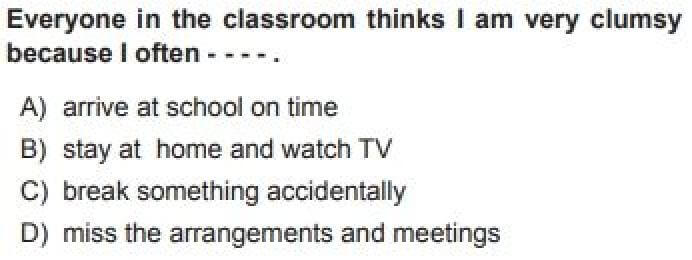 Everyone in the classroom thinks I am very clumsy
because I often - - - - .
A) arrive at school on time
B) stay at home and watch TV
C) break something accidentally
D) miss the arrangements and meetings